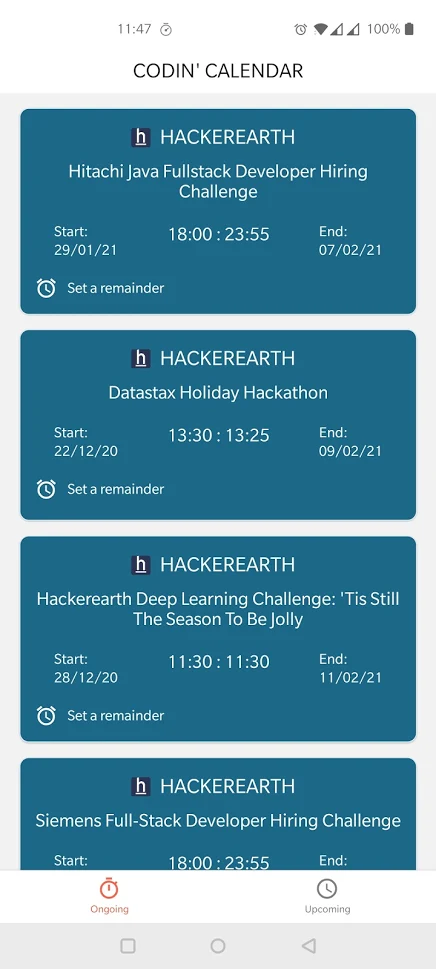 11:47 100%
CODIN' CALENDAR
h HACKEREARTH
Hitachi Java Fullstack Developer Hiring
Challenge
Start: 18:00 : 23:55 End:
29/01/21 07/02/21
Set a remainder
h HACKEREARTH
Datastax Holiday Hackathon
Start: 13:30 : 13:25 End:
22/12/20 09/02/21
Set a remainder
h HACKEREARTH
Hackerearth Deep Learning Challenge: 'Tis Still
The Season To Be Jolly
Start: 11:30 : 11:30 End:
28/12/20 11/02/21
Set a remainder
h HACKEREARTH
Siemens Full-Stack Developer Hiring Challenge
Start: 18:00 : 23:55 End:
Ongoing Upcoming